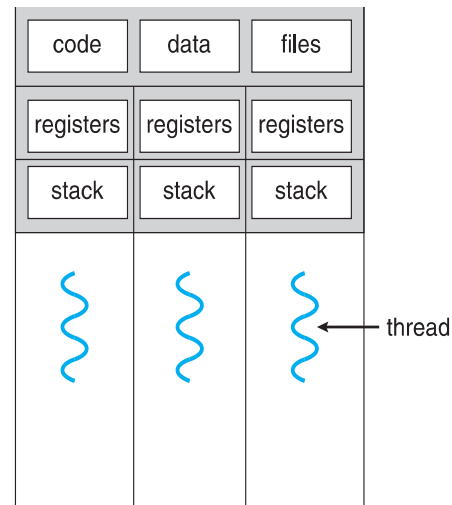 code data files
registers registers registers
stack stack stack
thread